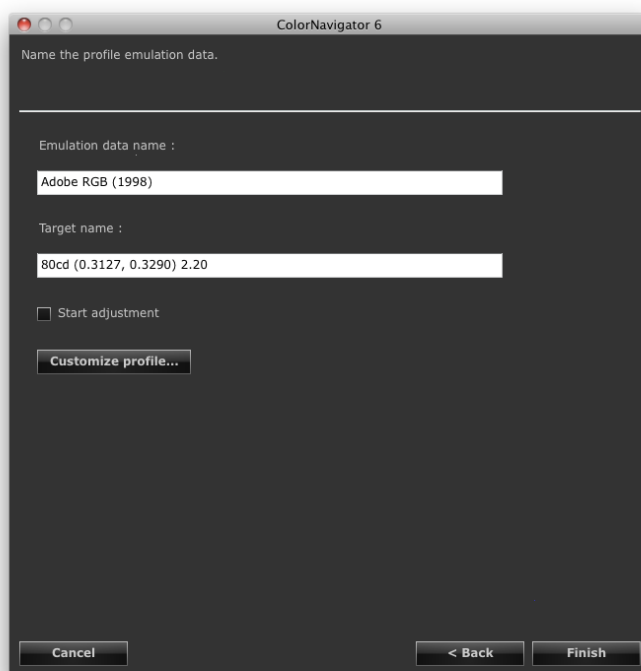 ColorNavigator 6
Name the profile emulation data.
Emulation data name :
Adobe RGB (1998)
Target name :
80cd (0.3127, 0.3290) 2.20
Start adjustment
Customize profile...
Cancel
< Back
Finish